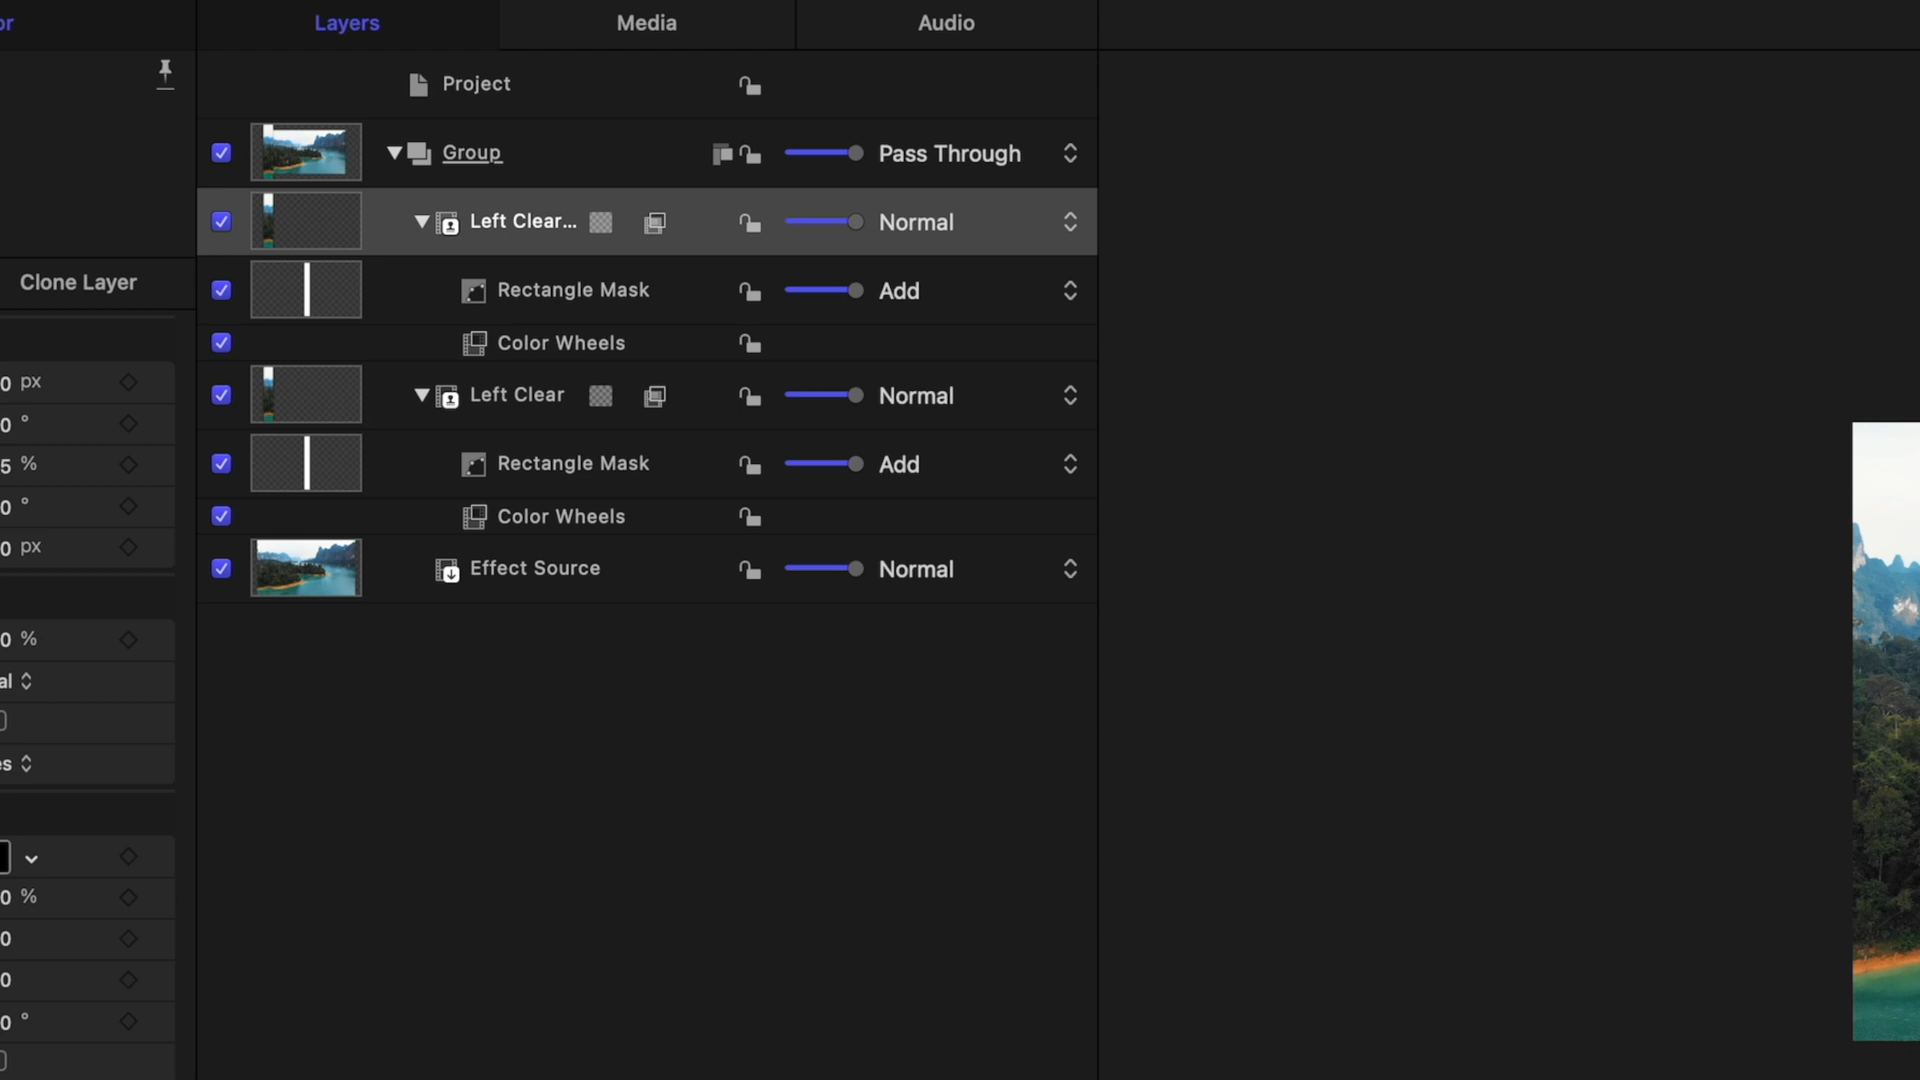 or
Layers
Media
Audio
Project
Group
Pass Through
Left Clear...
Normal
Clone Layer
Rectangle Mask
Add
Color Wheels
0 px
Left Clear
Normal
0 °
5 %
Rectangle Mask
Add
0 °
Color Wheels
0 px
Effect Source
Normal
0 %
al
es
0 %
0
0
0 °